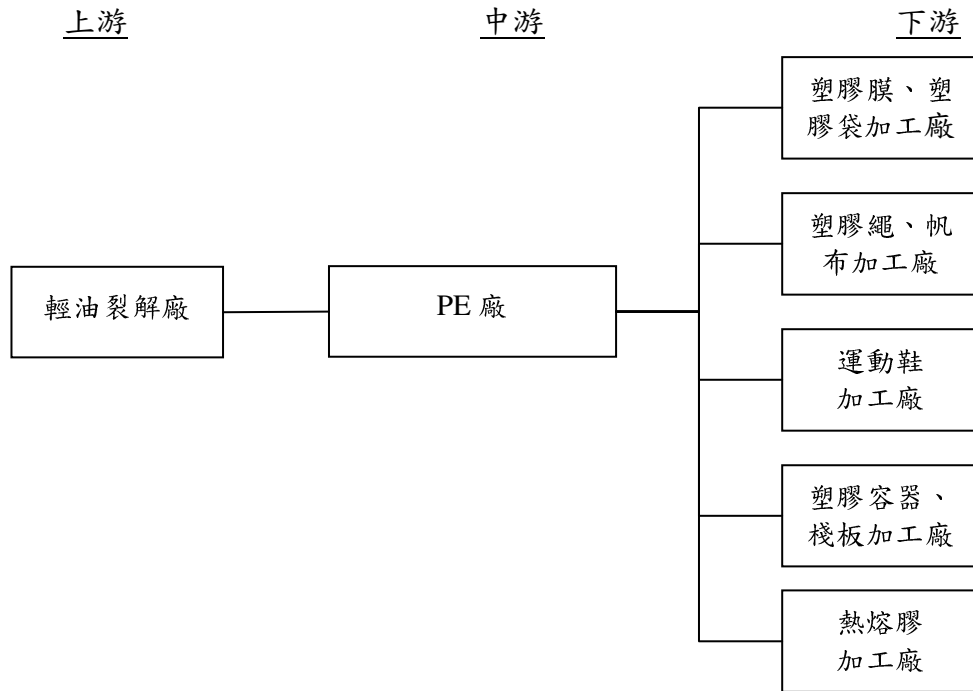 上游
中游
下游
塑膠膜、塑
膠袋加工廠
塑膠繩、帆
布加工廠
輕油裂解廠
PE 廠
運動鞋
加工廠
塑膠容器、
棧板加工廠
熱熔膠
加工廠